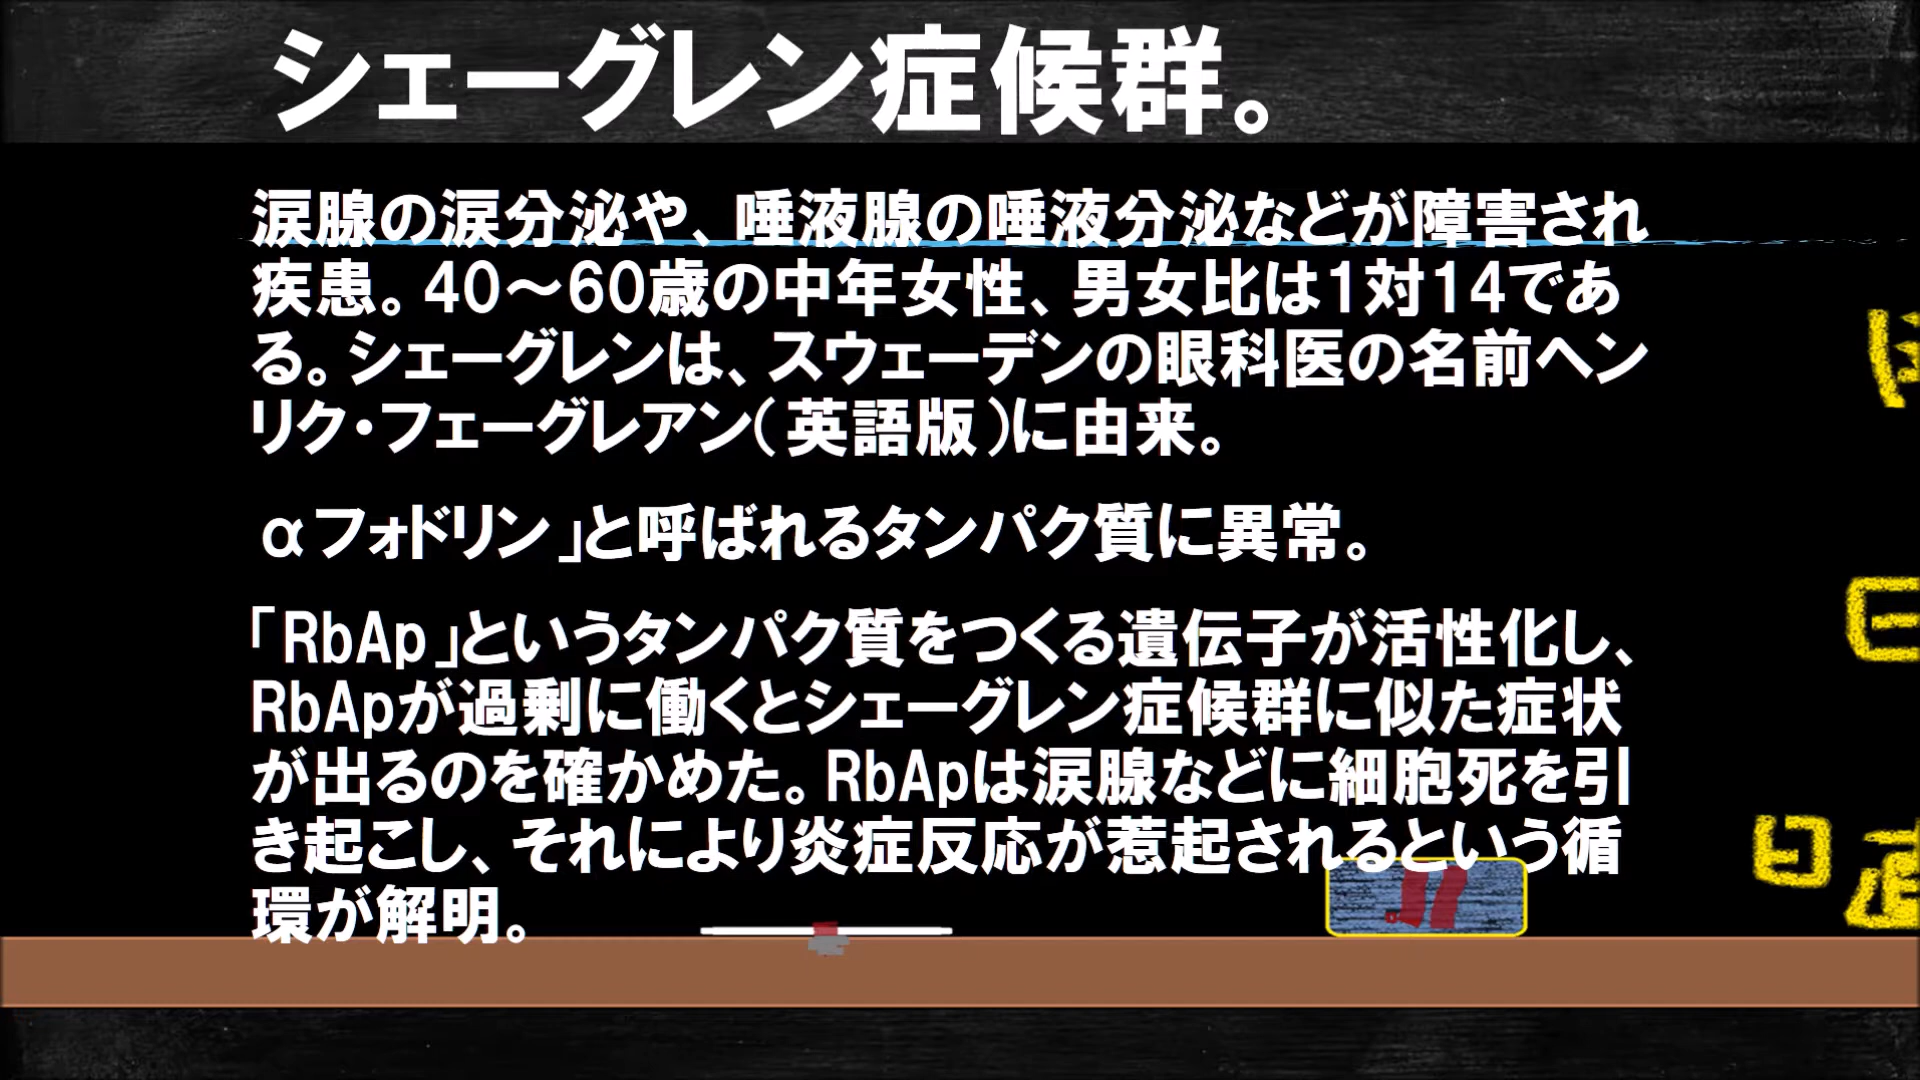 シェーグレン症候群。
涙腺の涙分泌や、唾液腺の唾液分泌などが障害され
疾患。40～60歳の中年女性、男女比は1対14であ
る。シェーグレンは、スウェーデンの眼科医の名前ヘン
リク・フェーグレアン（英語版）に由来。
αフォドリン」と呼ばれるタンパク質に異常。
「RbAp」というタンパク質をつくる遺伝子が活性化し、
RbApが過剰に働くとシェーグレン症候群に似た症状
が出るのを確かめた。RbApは涙腺などに細胞死を引
き起こし、それにより炎症反応が惹起されるという循
環が解明。
日